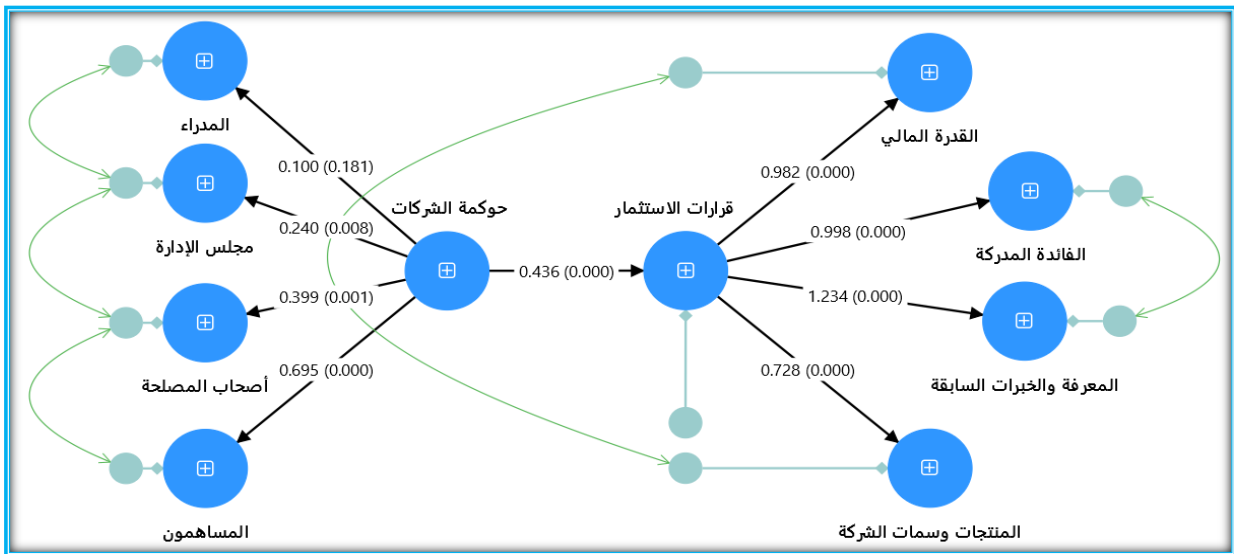 المدراء
القدرة المالي
0.100 (0.181)
0.982 (0.000)
حوكمة الشركات
قرارات الاستثمار
0.240 (0.008)
0.998 (0.000)
مجلس الإدارة
الفائدة المدركة
0.436 (0.000)
0.399 (0.001)
1.234 (0.000)
أصحاب المصلحة
المعرفة والخبرات السابقة
0.695 (0.000)
0.728 (0.000)
المساهمون
المنتجات وسمات الشركة